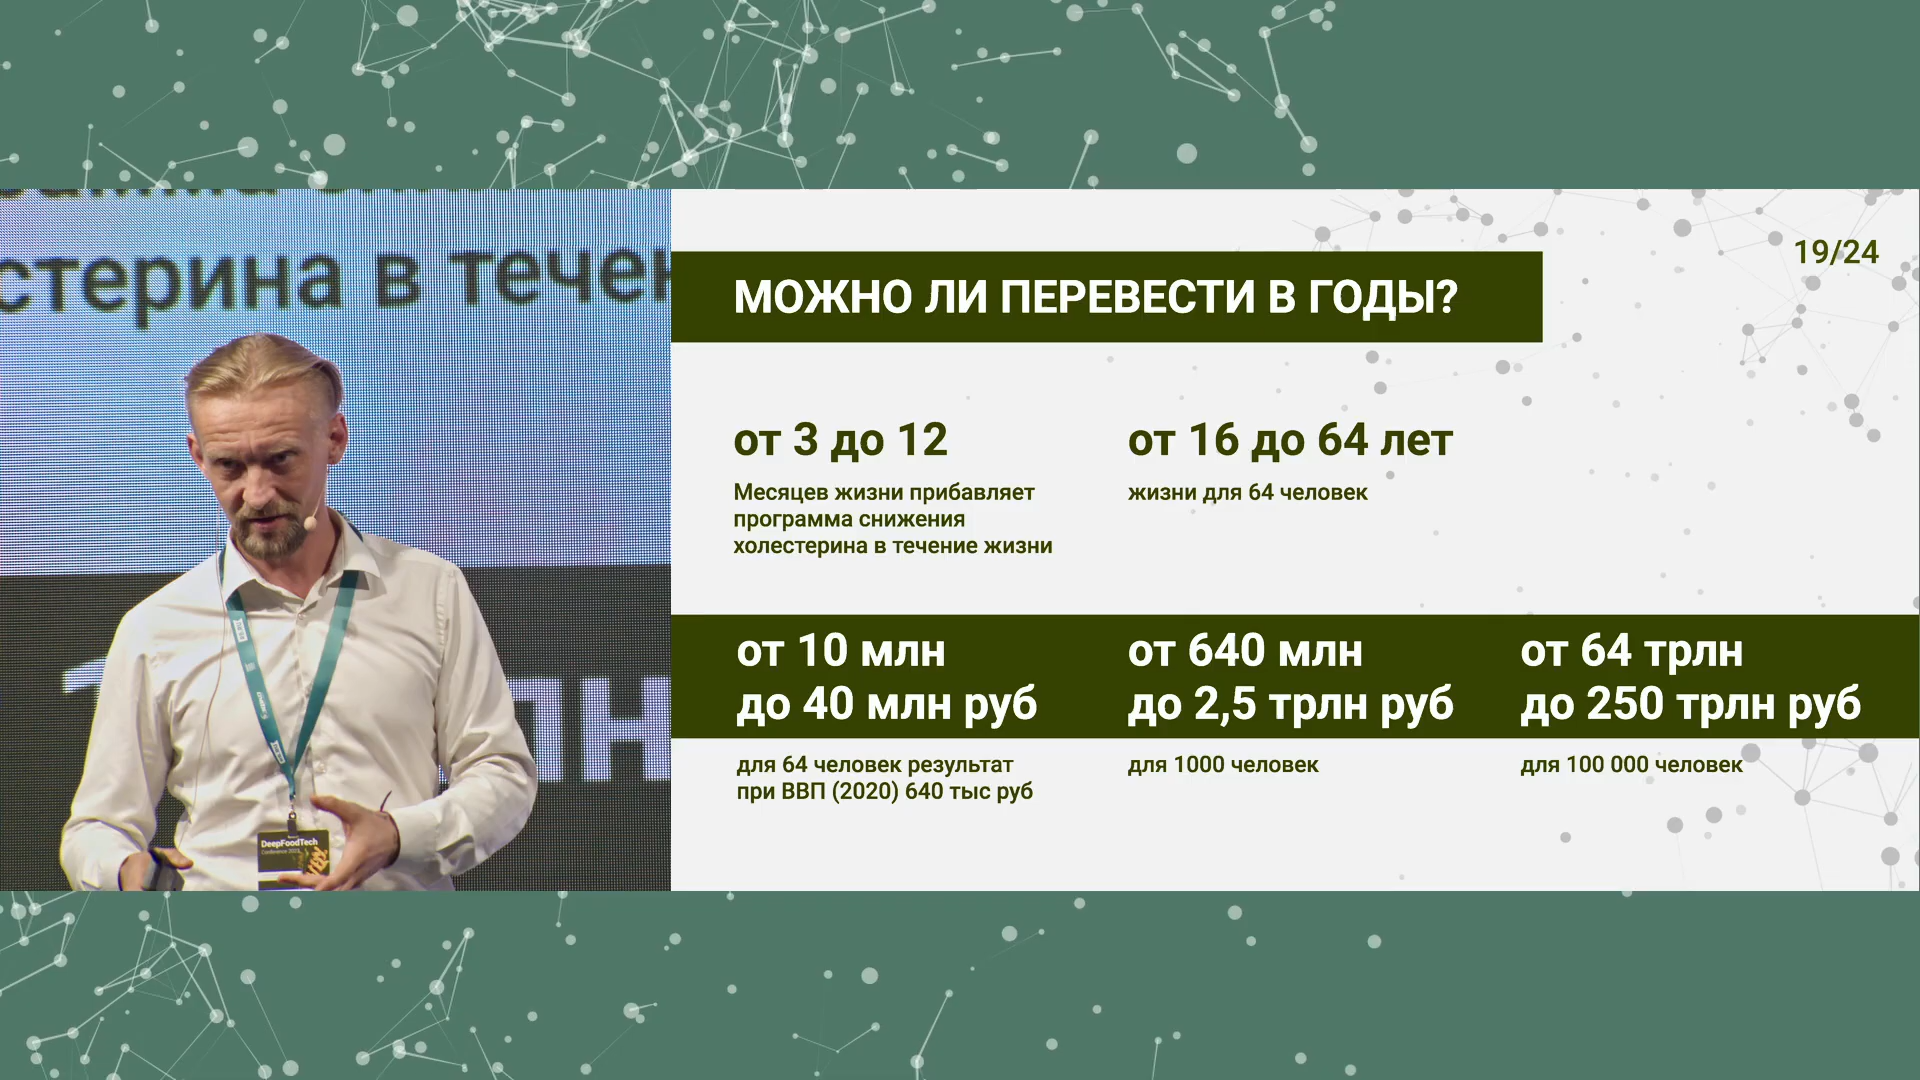 стерина в течен
МОЖНО ЛИ ПЕРЕВЕСТИ В ГОДЫ?
19/24
от 3 до 12
Месяцев жизни прибавляет
программа снижения
холестерина в течение жизни
от 16 до 64 лет
жизни для 64 человек
от 10 млн
до 40 млн руб
для 64 человек результат
при ВВП (2020) 640 тыс руб
от 640 млн
до 2,5 трлн руб
для 1000 человек
от 64 трлн
до 250 трлн руб
для 100 000 человек
DeepFoodTech